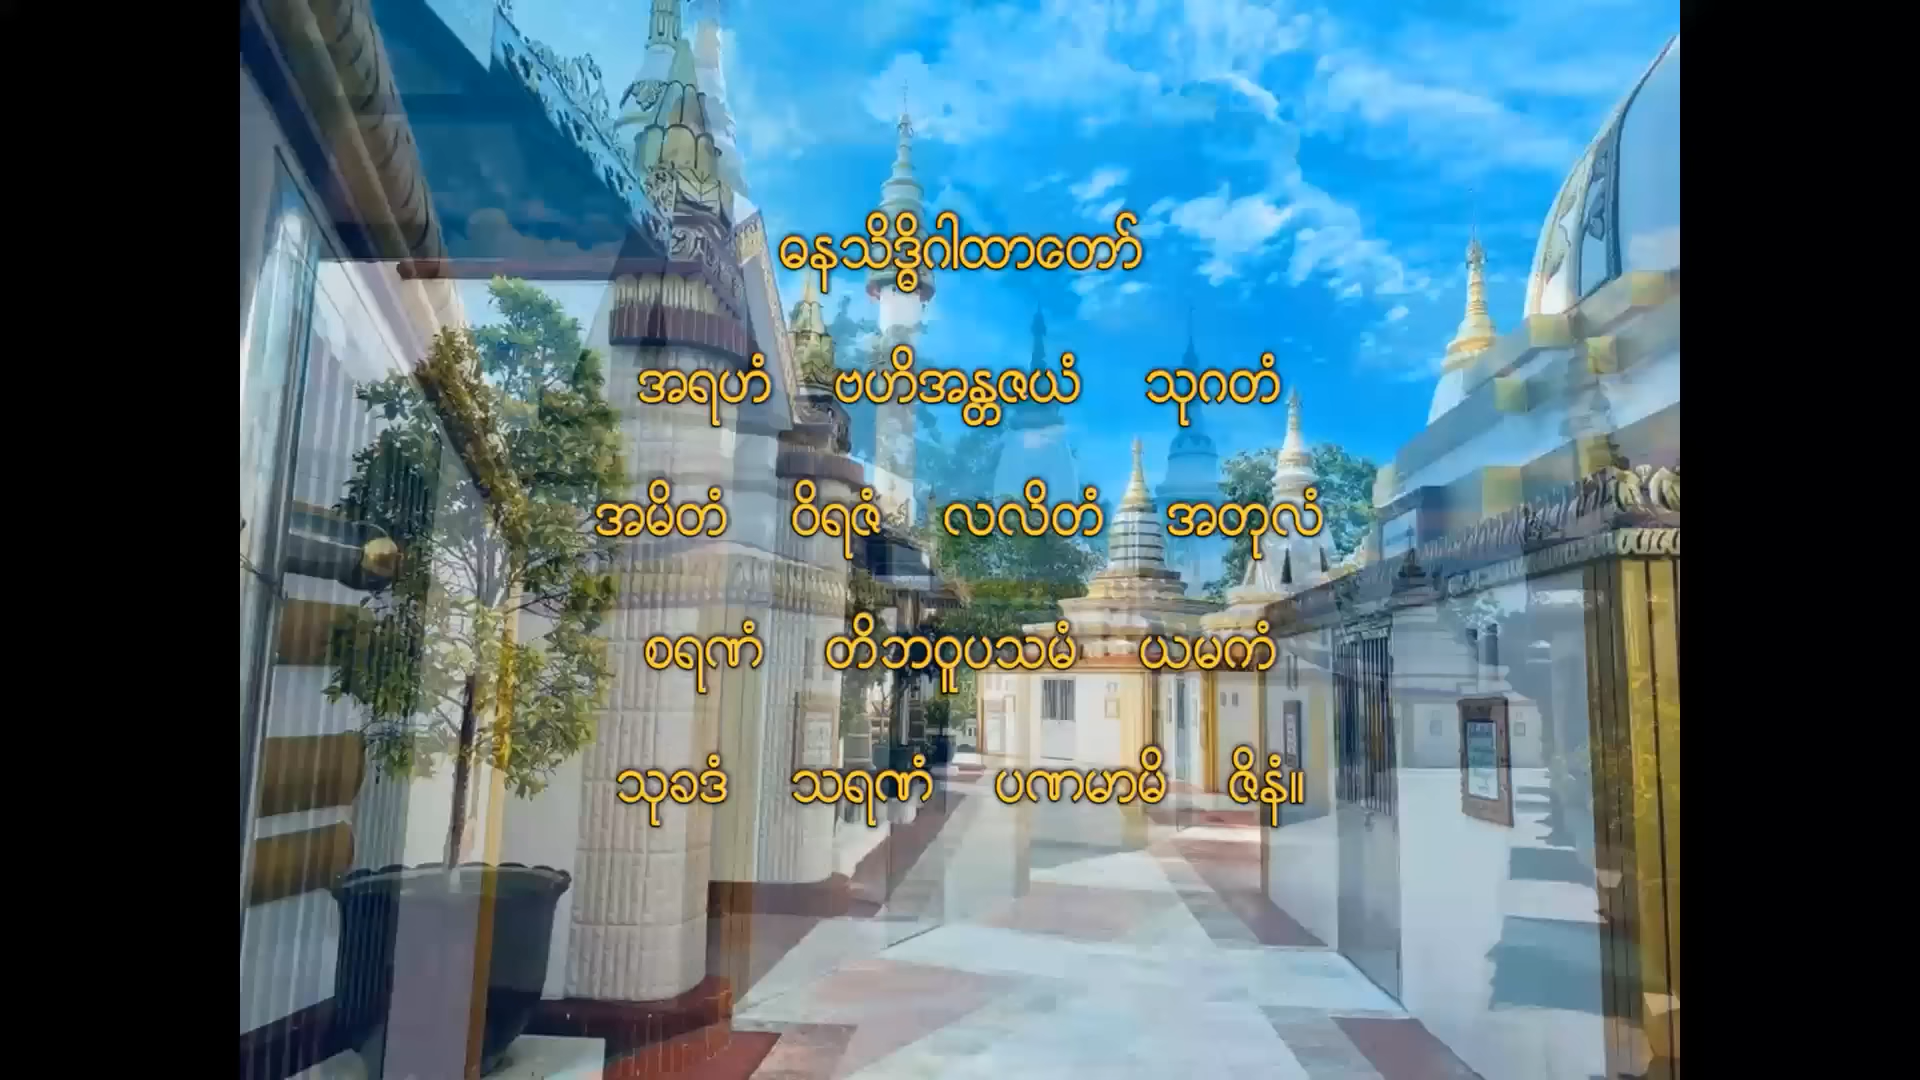 ဓနသိဒ္ဓိဂါထာတော်
အရဟံ ဗဟိအန္တဇယံ သုဂတံ
အမိတံ ဝိရဇံ လလိတံ အတုလံ
စရဏံ တိဘဝူပသမံ ယမကံ
သုခဒံ သရဏံ ပဏမာမိ ဇိနံ။